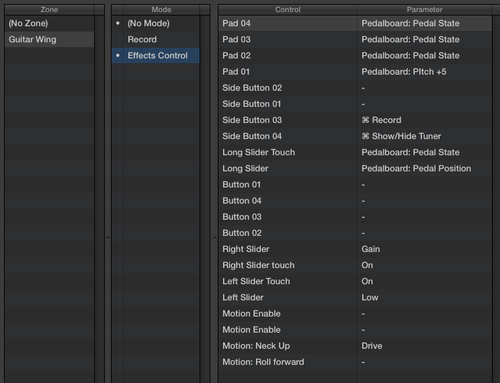 Zone Mode Control Parameter
(No Zone) • (No Mode) Pad 04 Pedalboard: Pedal State
Guitar Wing Record Pad 03 Pedalboard: Pedal State
• Effects Control Pad 02 Pedalboard: Pedal State
Pad 01 Pedalboard: PItch +5
Side Button 02 -
Side Button 01 -
Side Button 03 ⌘ Record
Side Button 04 ⌘ Show/Hide Tuner
Long Slider Touch Pedalboard: Pedal State
Long Slider Pedalboard: Pedal Position
Button 01 -
Button 04 -
Button 03 -
Button 02 -
Right Slider Gain
Right Slider touch On
Left Slider Touch On
Left Slider Low
Motion Enable -
Motion Enable -
Motion: Neck Up Drive
Motion: Roll forward -